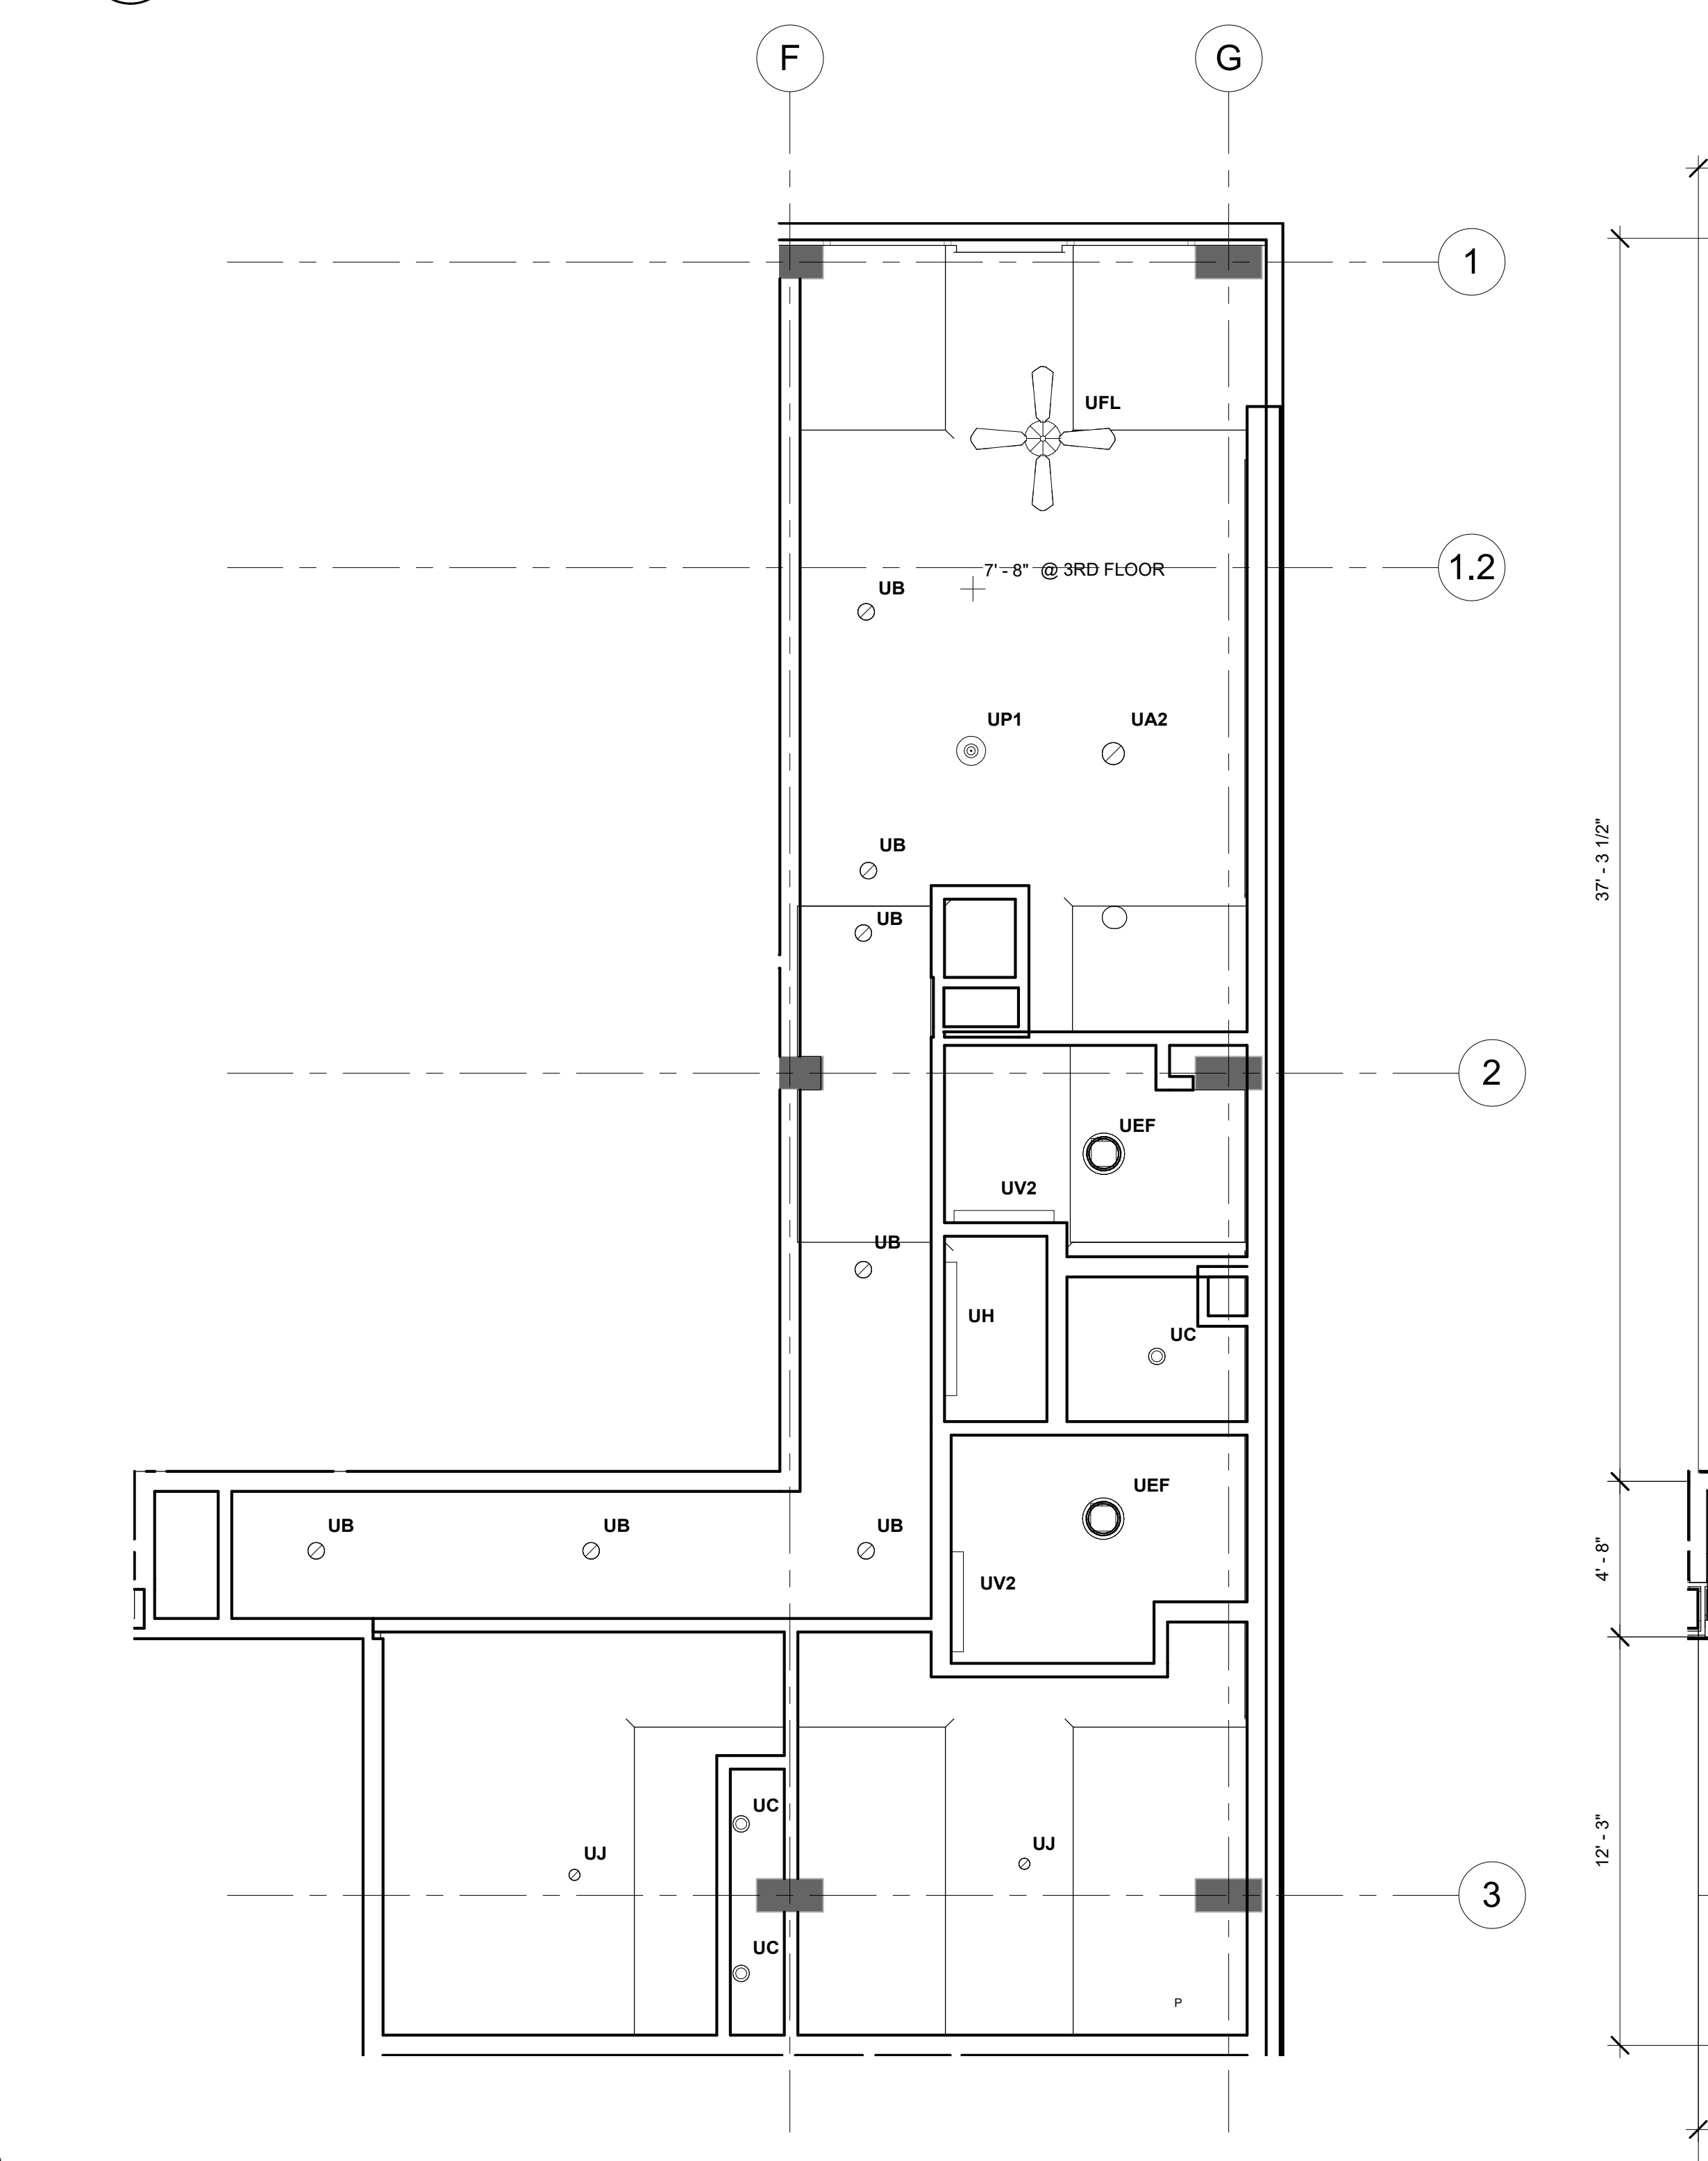 F
G
1
UFL
1.2
7' - 8" @ 3RD FLOOR
UB
UP1
UA2
UB
37' - 3 1/2"
UB
2
UEF
UV2
UB
UH
UC
UEF
UB
UB
UB
4' - 8"
UV2
UC
UJ
UJ
12' - 3"
3
UC
P